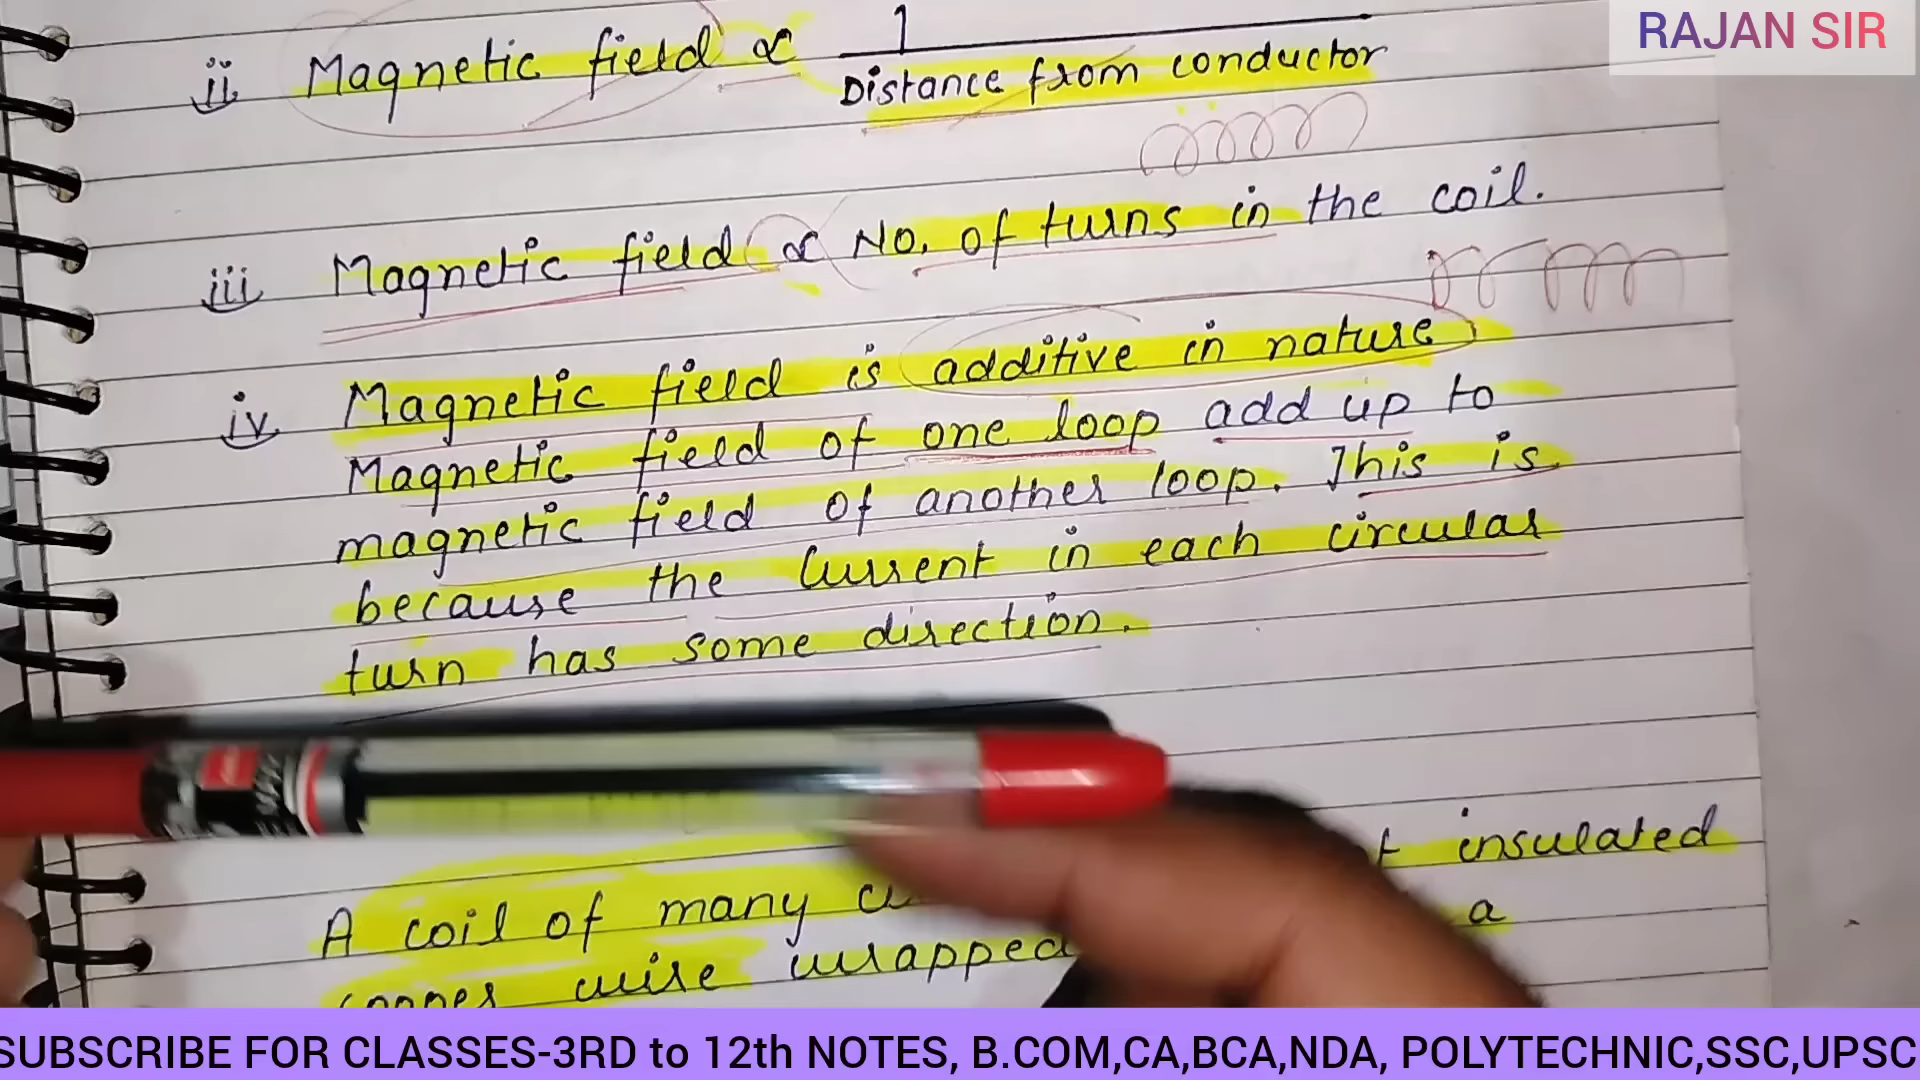 RAJAN SIR
ii Magnetic field ∝ 1
Distance from conductor
iii Magnetic field ∝ No. of turns in the coil.
iv Magnetic field is additive in nature
Magnetic field of one loop add up to
magnetic field of another loop. This is
because the Current in each circular
turn has some direction.
insulated
A coil of many a
copper wire wrapped
SUBSCRIBE FOR CLASSES-3RD to 12th NOTES, B.COM,CA,BCA,NDA, POLYTECHNIC,SSC,UPSC